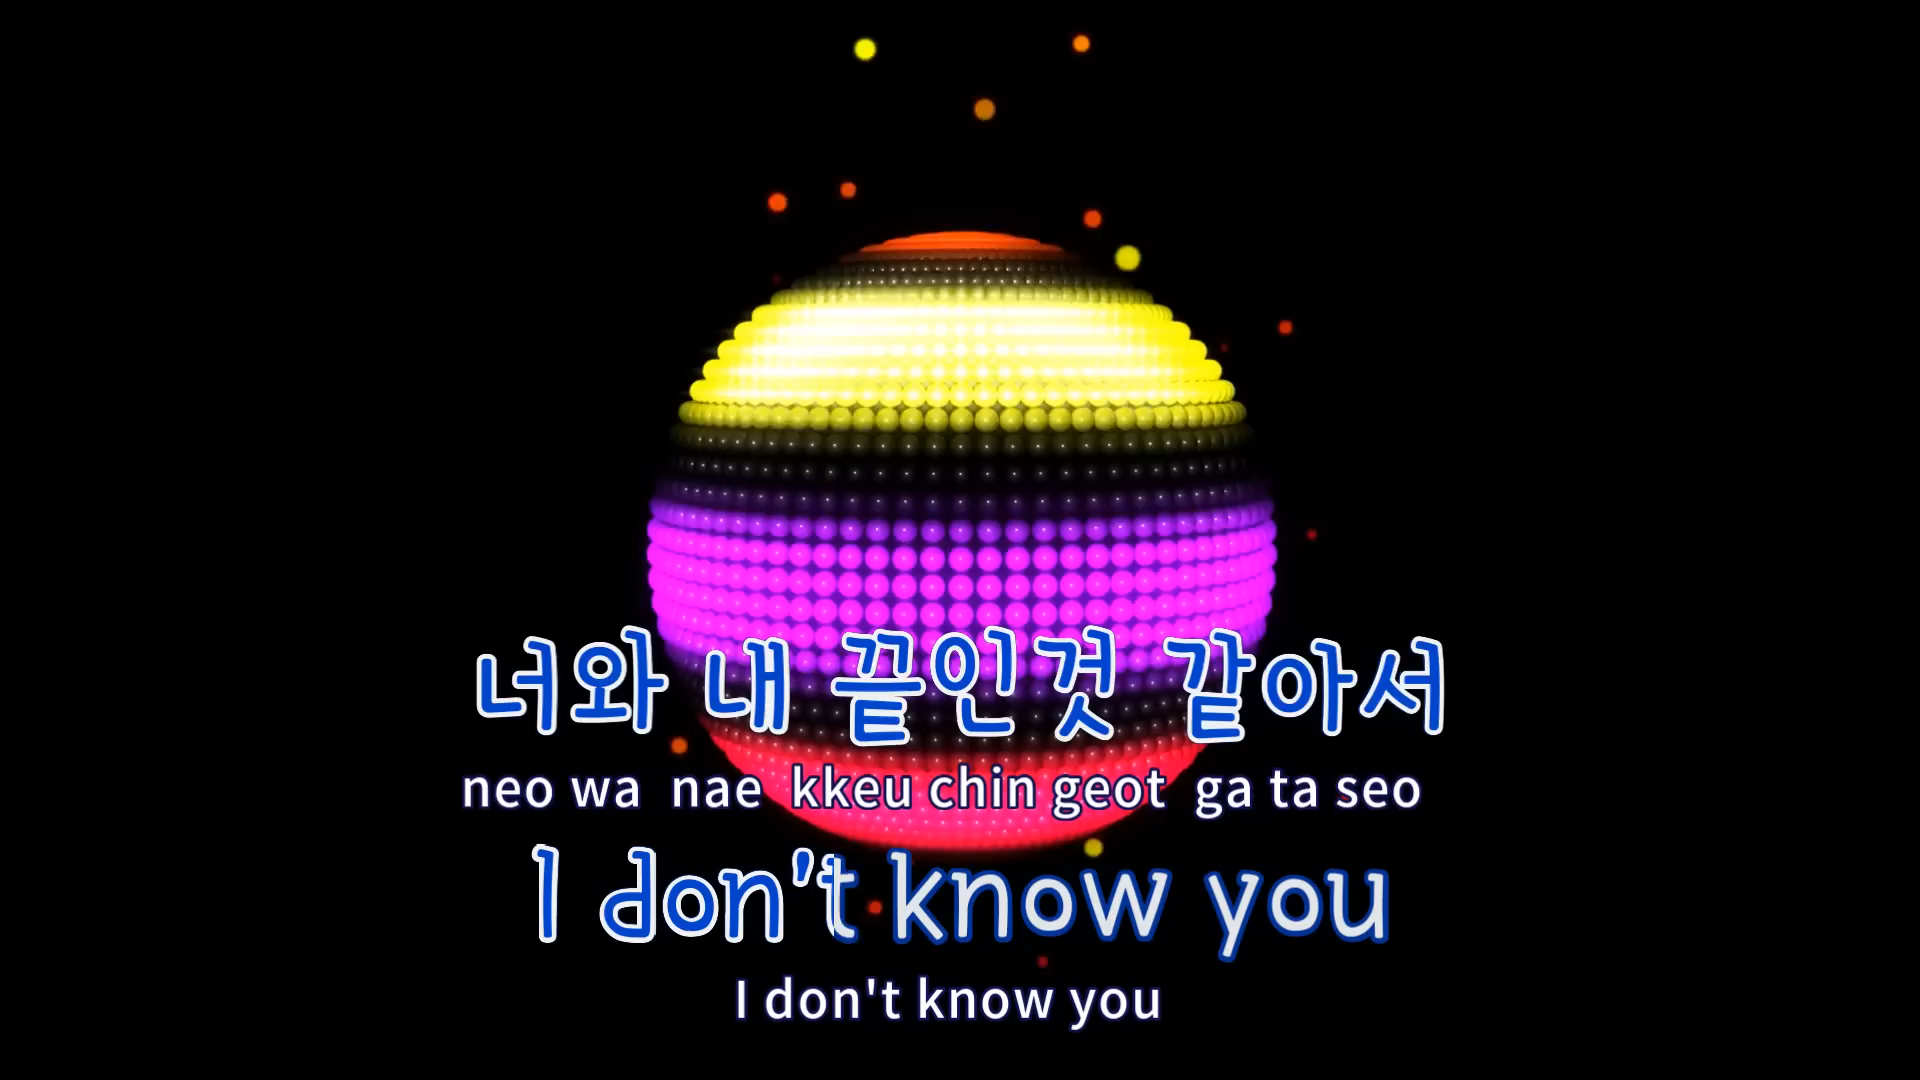 너와 내 끝인것 같아서
neo wa nae kkeu chin geot ga ta seo
I don't know you
I don't know you